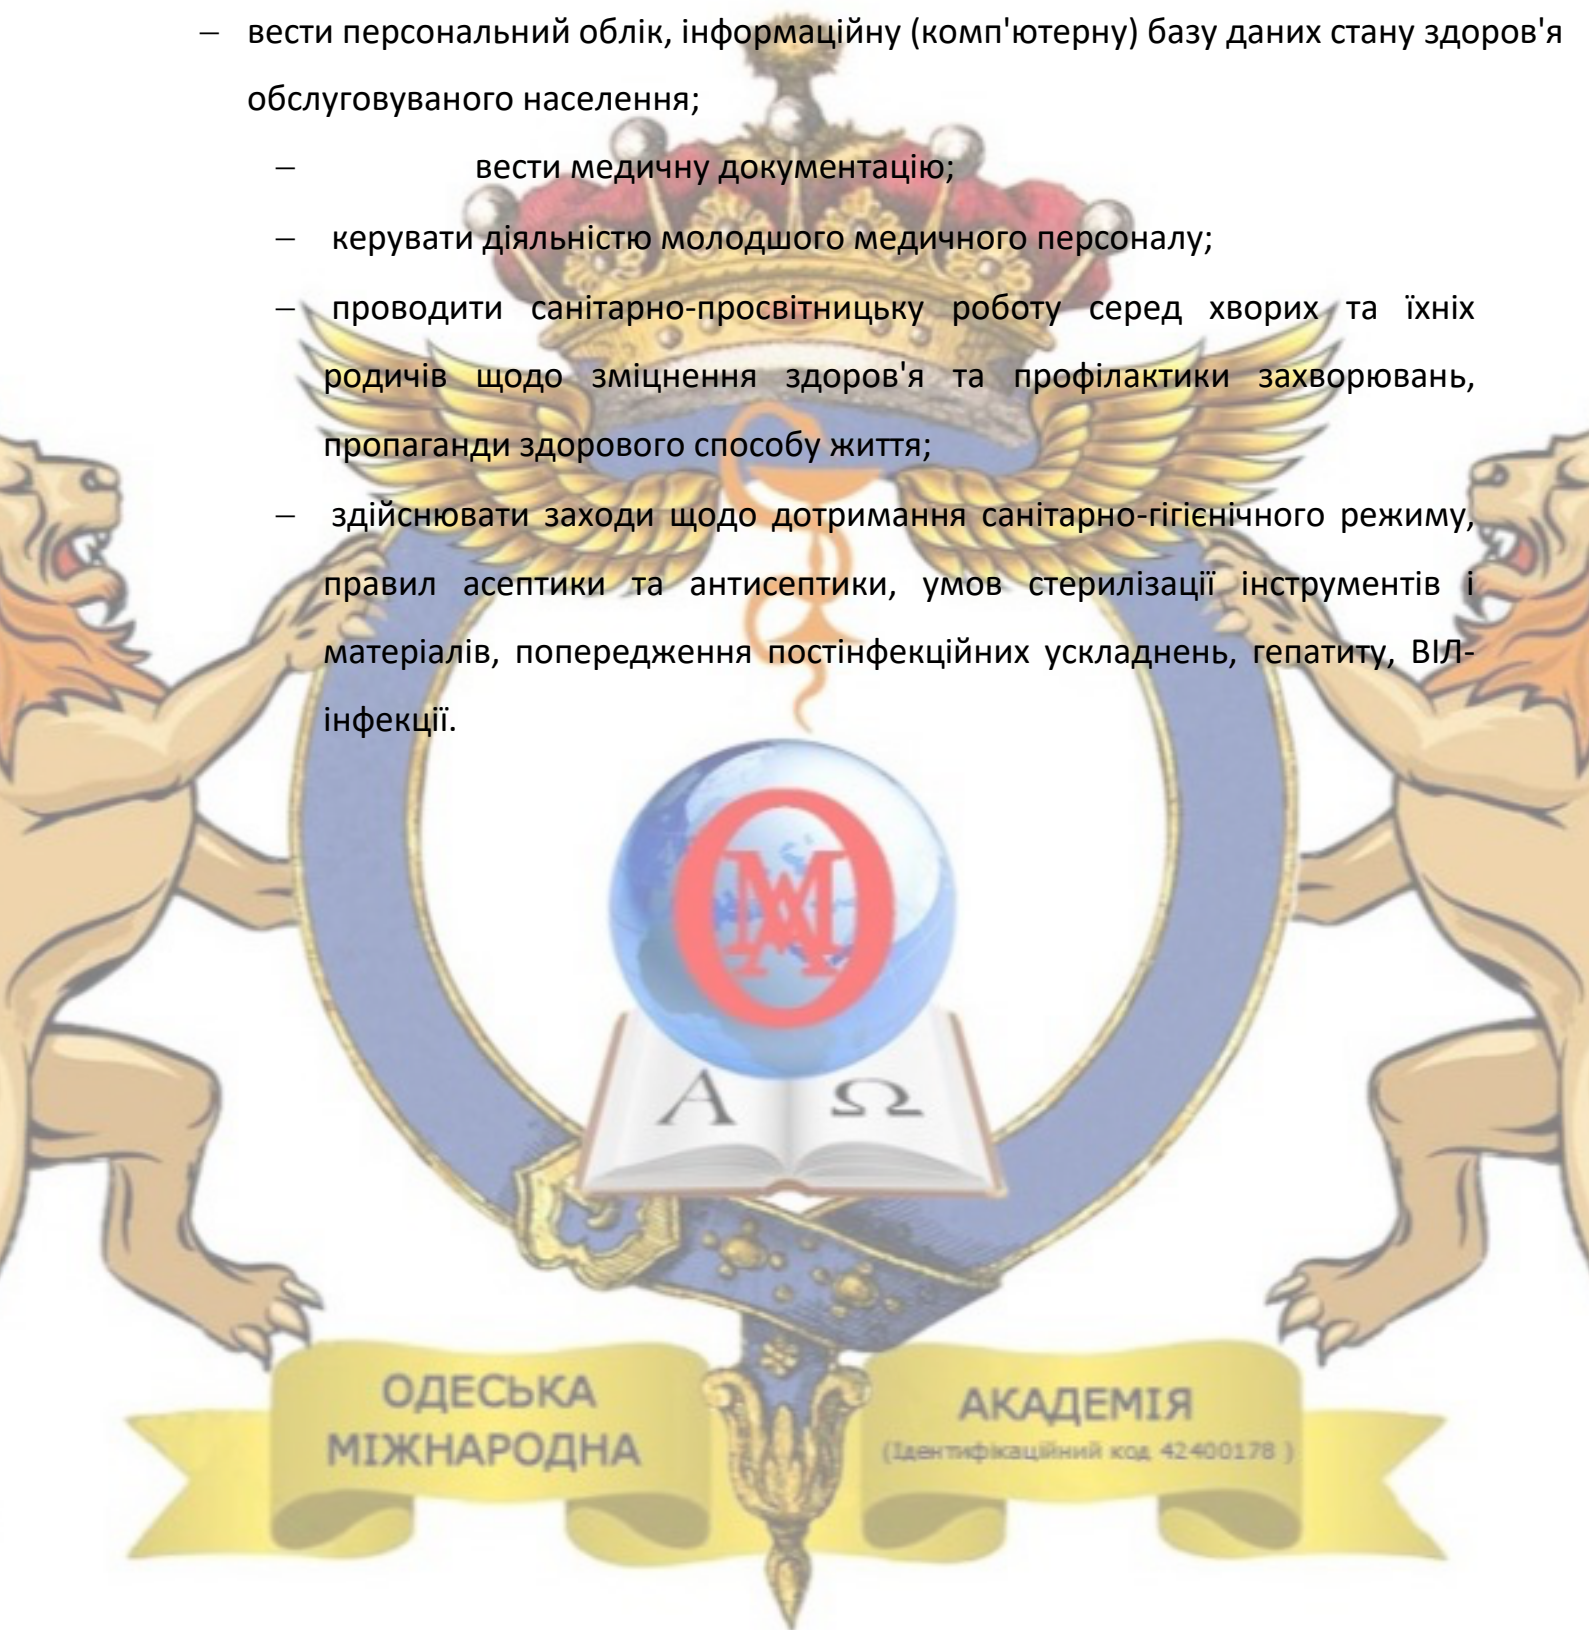 – вести персональний облік, інформаційну (комп'ютерну) базу даних стану здоров'я
обслуговуваного населення;
– вести медичну документацію;
– керувати діяльністю молодшого медичного персоналу;
– проводити санітарно-просвітницьку роботу серед хворих та їхніх
родичів щодо зміцнення здоров'я та профілактики захворювань,
пропаганди здорового способу життя;
– здійснювати заходи щодо дотримання санітарно-гігієнічного режиму,
правил асептики та антисептики, умов стерилізації інструментів і
матеріалів, попередження постінфекційних ускладнень, гепатиту, ВІЛ-
інфекції.
ОМА
Α Ω
ОДЕСЬКА
МІЖНАРОДНА
АКАДЕМІЯ
(Ідентифікаційний код 42400178 )